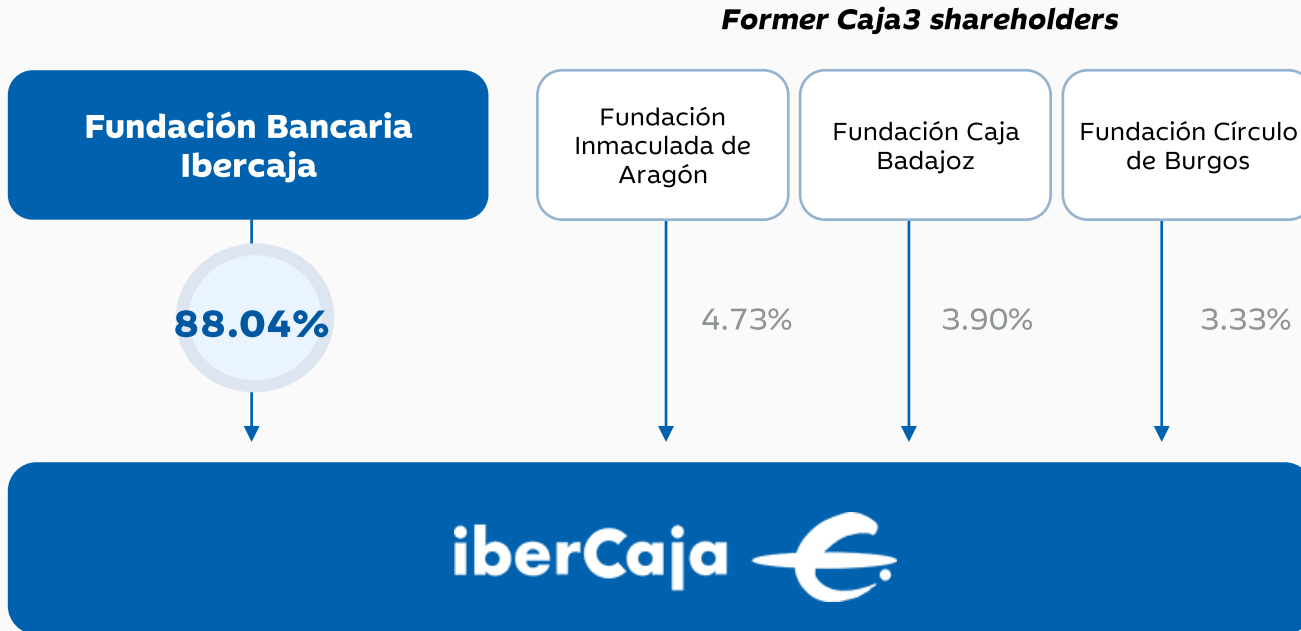 Former Caja3 shareholders
Fundación Bancaria
Ibercaja
Fundación
Inmaculada de
Aragón
Fundación Caja
Badajoz
Fundación Círculo
de Burgos
88.04%
4.73%
3.90%
3.33%
iberCaja